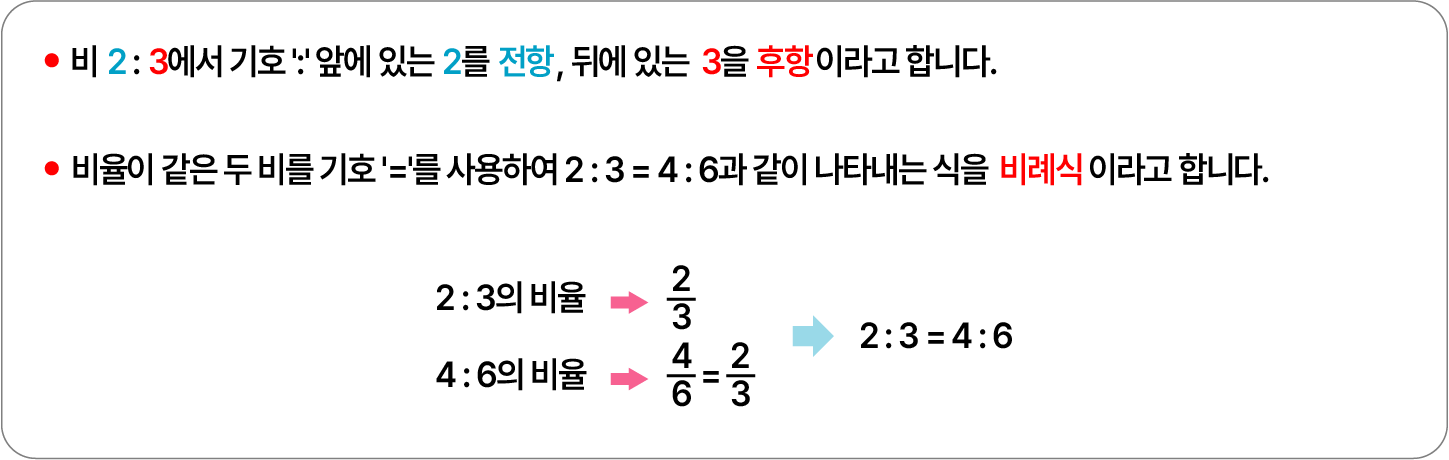 • 비 2 : 3에서 기호 ':' 앞에 있는 2를 전항, 뒤에 있는 3을 후항이라고 합니다.
• 비율이 같은 두 비를 기호 '='를 사용하여 2 : 3 = 4 : 6과 같이 나타내는 식을 비례식이라고 합니다.
2 : 3의 비율 ➡ 2/3
4 : 6의 비율 ➡ 4/6 = 2/3
➡ 2 : 3 = 4 : 6